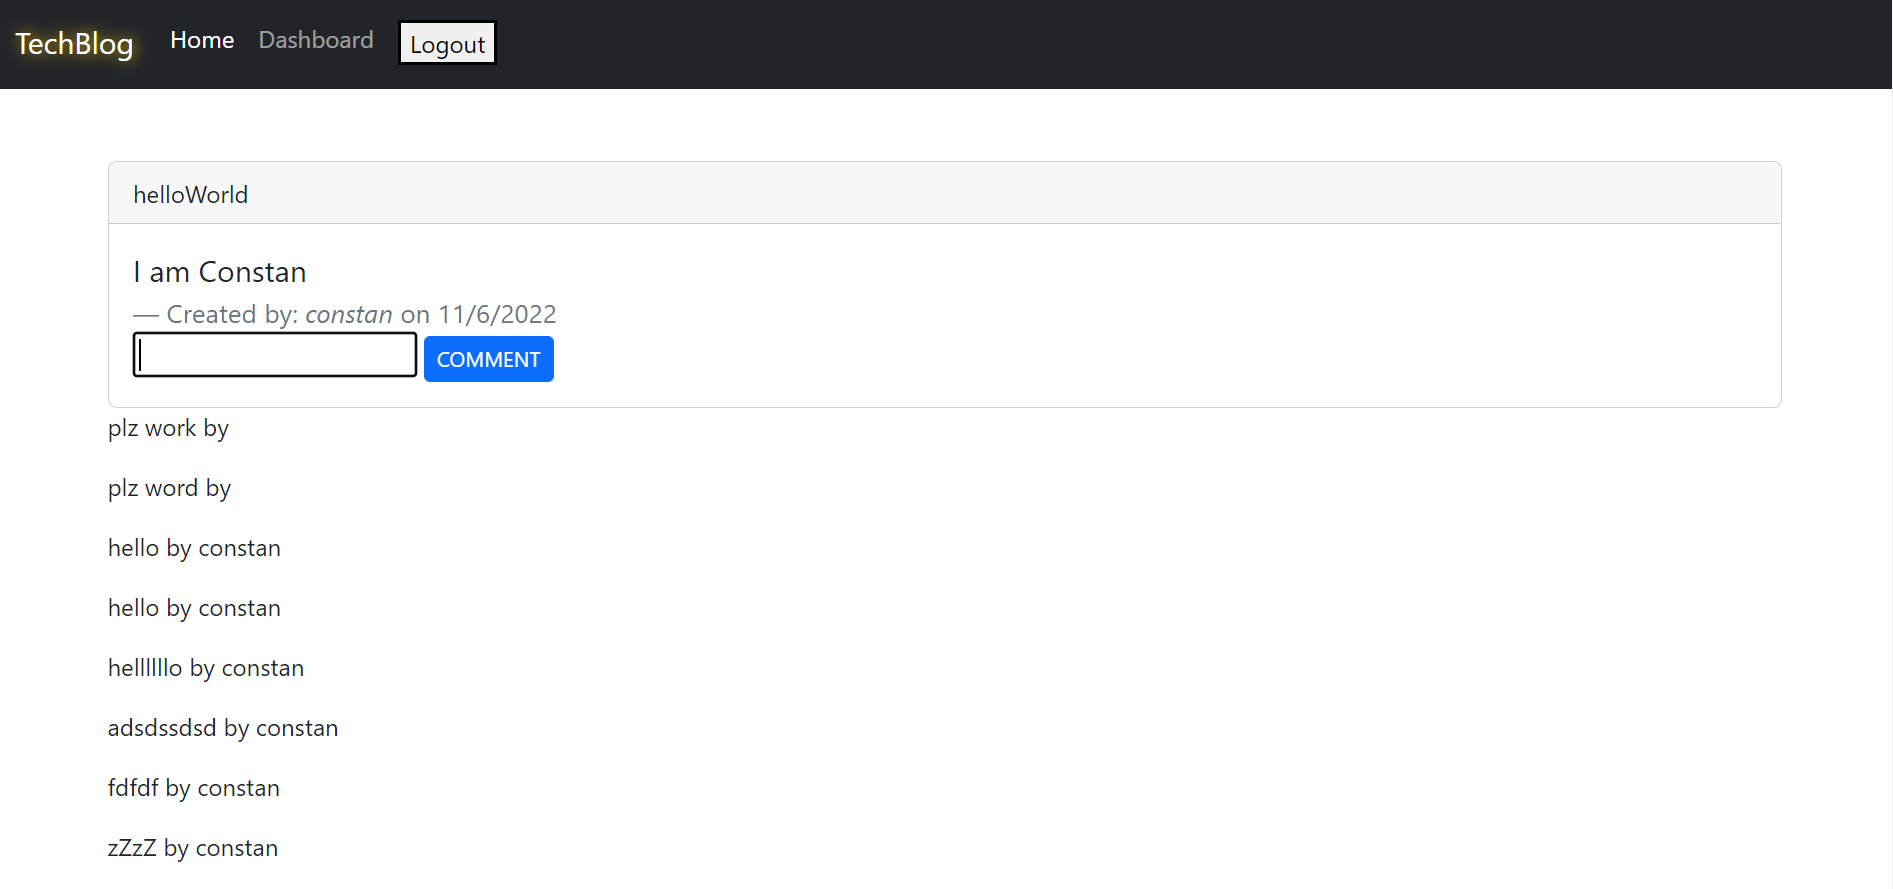 TechBlog Home Dashboard Logout
helloWorld
I am Constan
— Created by: constan on 11/6/2022
COMMENT
plz work by
plz word by
hello by constan
hello by constan
hellllllo by constan
adsdssdsd by constan
fdfdf by constan
zZzZ by constan